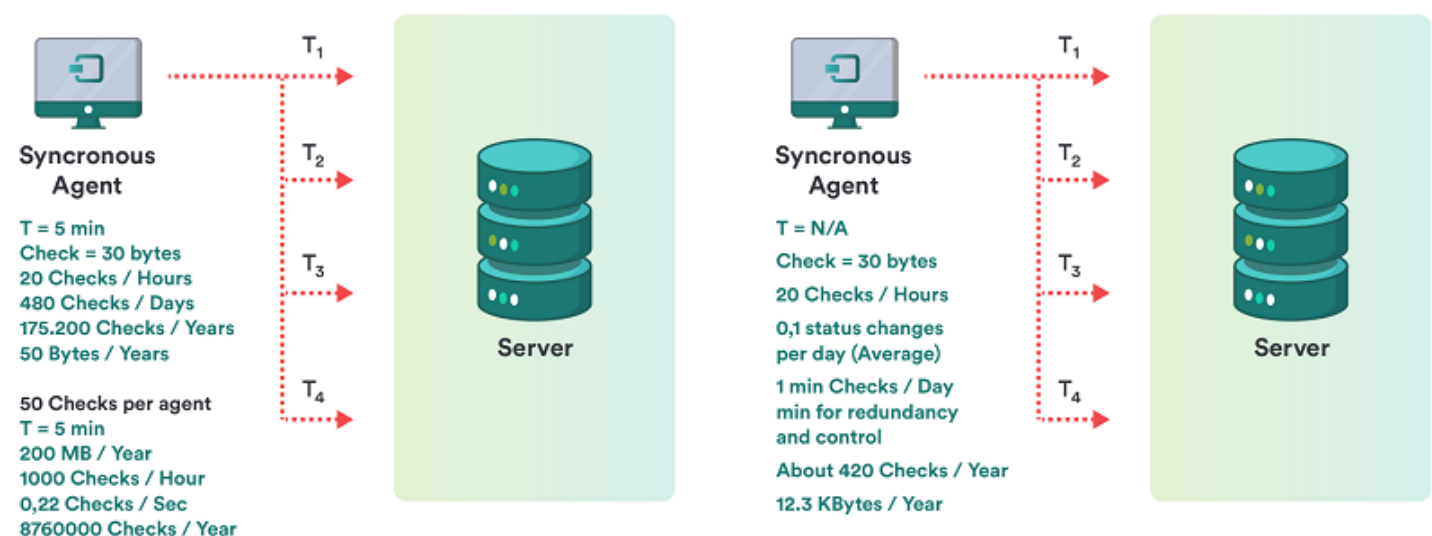 Syncronous
Agent
T = 5 min
Check = 30 bytes
20 Checks / Hours
480 Checks / Days
175.200 Checks / Years
50 Bytes / Years
50 Checks per agent
T = 5 min
200 MB / Year
1000 Checks / Hour
0,22 Checks / Sec
8760000 Checks / Year
T1
T2
T3
T4
Server
Syncronous
Agent
T = N/A
Check = 30 bytes
20 Checks / Hours
0,1 status changes
per day (Average)
1 min Checks / Day
min for redundancy
and control
About 420 Checks / Year
12.3 KBytes / Year
T1
T2
T3
T4
Server